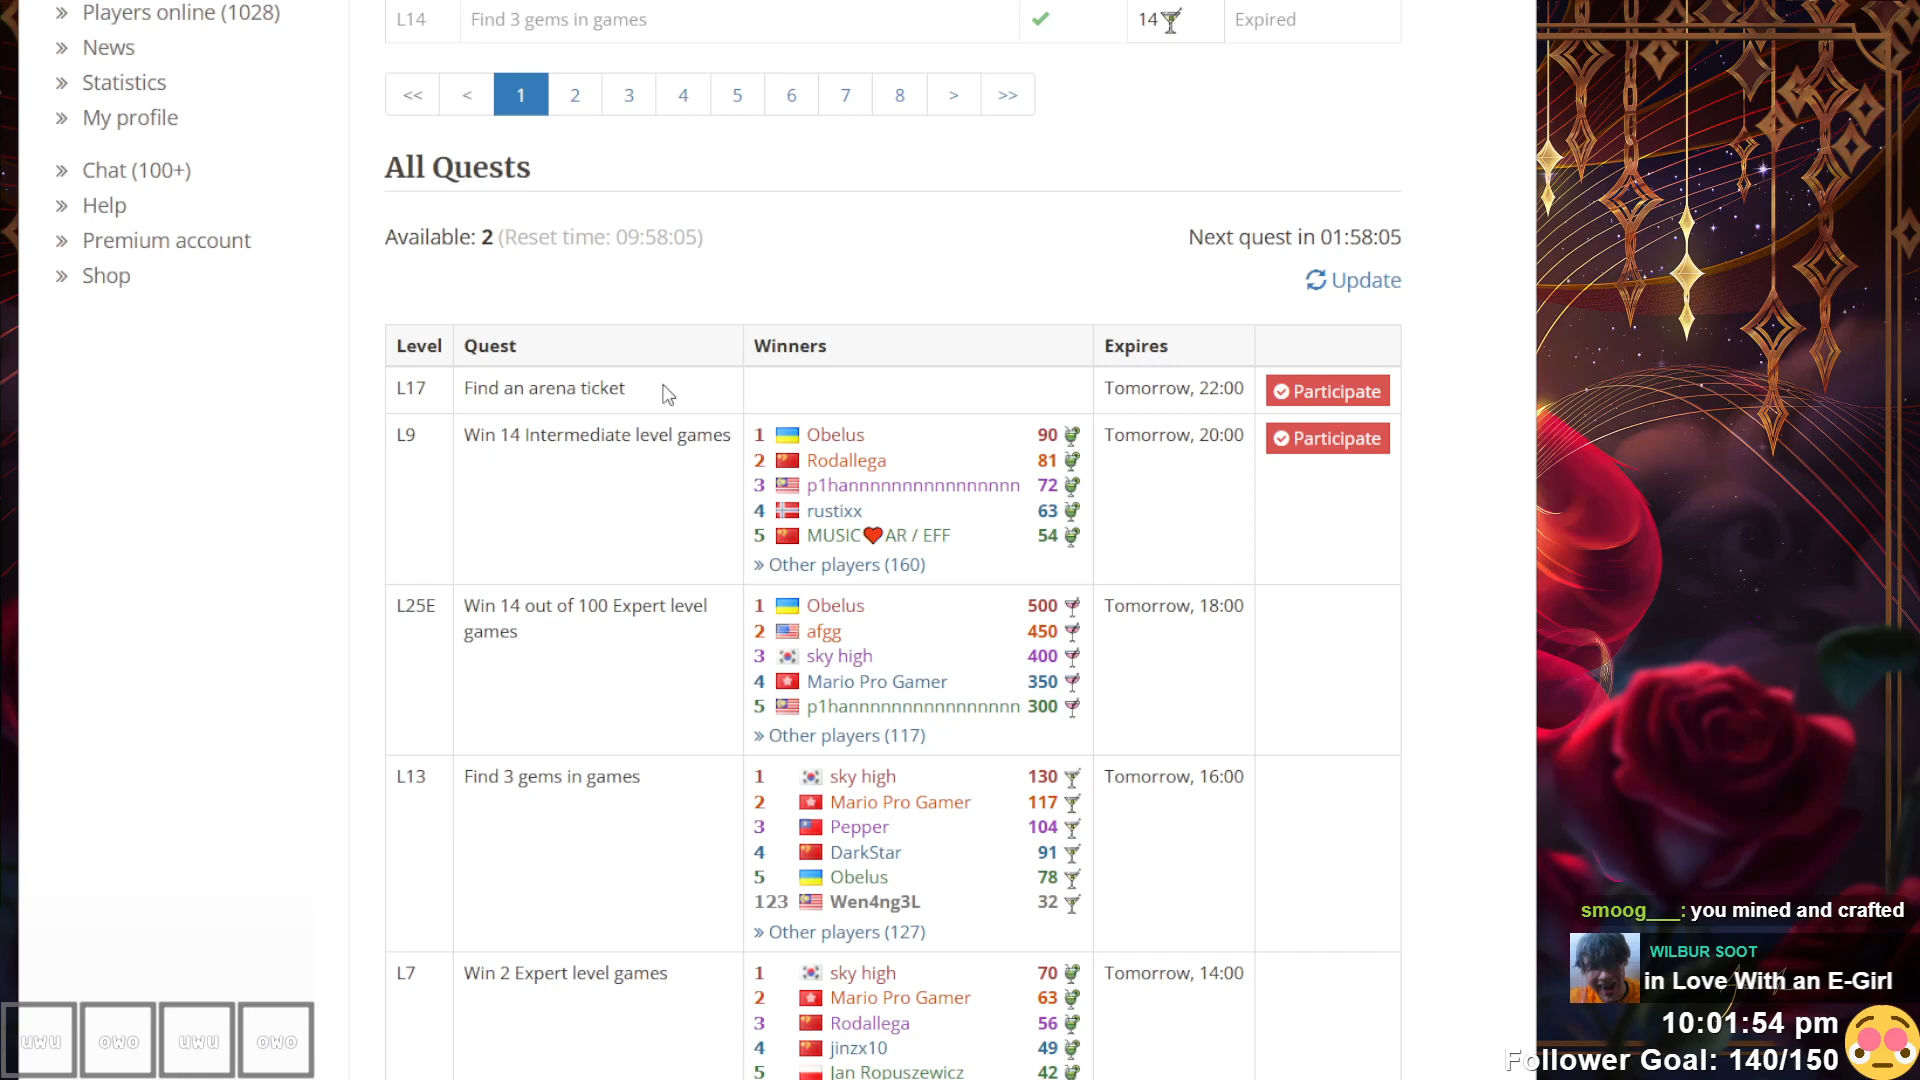 Players online (1028)
News
Statistics
My profile
Chat (100+)
Help
Premium account
Shop
L14 Find 3 gems in games 14 Expired
<< < 1 2 3 4 5 6 7 8 > >>
All Quests
Available: 2 (Reset time: 09:58:05) Next quest in 01:58:05
Update
Level Quest Winners Expires
L17 Find an arena ticket Tomorrow, 22:00 Participate
L9 Win 14 Intermediate level games Tomorrow, 20:00 Participate
1 Obelus 90
2 Rodallega 81
3 p1hannnnnnnnnnnnnnnnn 72
4 rustixx 63
5 MUSIC❤️AR / EFF 54
» Other players (160)
L25E Win 14 out of 100 Expert level games Tomorrow, 18:00
1 Obelus 500
2 afgg 450
3 sky high 400
4 Mario Pro Gamer 350
5 p1hannnnnnnnnnnnnnnnn 300
» Other players (117)
L13 Find 3 gems in games Tomorrow, 16:00
1 sky high 130
2 Mario Pro Gamer 117
3 Pepper 104
4 DarkStar 91
5 Obelus 78
123 Wen4ng3L 32
» Other players (127)
L7 Win 2 Expert level games Tomorrow, 14:00
1 sky high 70
2 Mario Pro Gamer 63
3 Rodallega 56
4 jinzx10 49
5 Jan Ropuszewicz 42
UWU OWO UWU OWO
smoog___: you mined and crafted
WILBUR SOOT
in Love With an E-Girl
10:01:54 pm
Follower Goal: 140/150